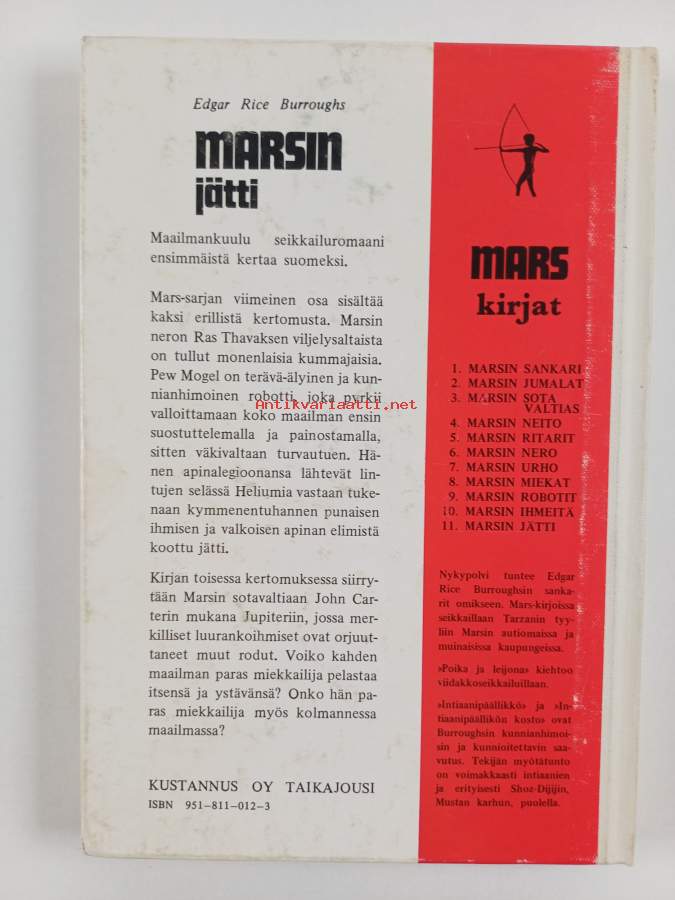 Edgar Rice Burroughs
MARSIN
jätti
Maailmankuulu seikkailuromaani
ensimmäistä kertaa suomeksi.
Mars-sarjan viimeinen osa sisältää
kaksi erillistä kertomusta. Marsin
neron Ras Thavaksen viljelysaltaista
on tullut monenlaisia kummajaisia.
Pew Mogel on terävä-älyinen ja kun-
nianhimoinen robotti, joka pyrkii
valloittamaan koko maailman ensin
suostuttelemalla ja painostamalla,
sitten väkivaltaan turvautuen. Hä-
nen apinalegioonansa lähtevät lin-
tujen selässä Heliumia vastaan tuke-
naan kymmenentuhannen punaisen
ihmisen ja valkoisen apinan elimistä
koottu jätti.
Kirjan toisessa kertomuksessa siirry-
tään Marsin sotavaltiaan John Car-
terin mukana Jupiteriin, jossa mer-
killiset luurankoihmiset ovat orjuut-
taneet muut rodut. Voiko kahden
maailman paras miekkailija pelastaa
itsensä ja ystävänsä? Onko hän pa-
ras miekkailija myös kolmannessa
maailmassa?
KUSTANNUS OY TAIKAJOUSI
ISBN 951-811-012-3
MARS
kirjat
1. MARSIN SANKARI
2. MARSIN JUMALAT
3. MARSIN SOTA
VALTIAS
4. MARSIN NEITO
5. MARSIN RITARIT
6. MARSIN NERO
7. MARSIN URHO
8. MARSIN MIEKAT
9. MARSIN ROBOTIT
10. MARSIN IHMEITÄ
11. MARSIN JÄTTI
Nykypolvi tuntee Edgar
Rice Burroughsin sanka-
rit omikseen. Mars-kirjoissa
seikkaillaan Tarzanin tyy-
liin Marsin autiomaissa ja
muinaisissa kaupungeissa.
»Poika ja leijona» kiehtoo
viidakkoseikkailuillaan.
»Intiaanipäällikkö» ja »In-
tiaanipäällikön kosto» ovat
Burroughsin kunnianhimoi-
sin ja kunnioitettavin saa-
vutus. Tekijän myötätunto
on voimakkaasti intiaanien
ja erityisesti Shoz-Dijijin,
Mustan karhun, puolella.
Antikvariaatti.net